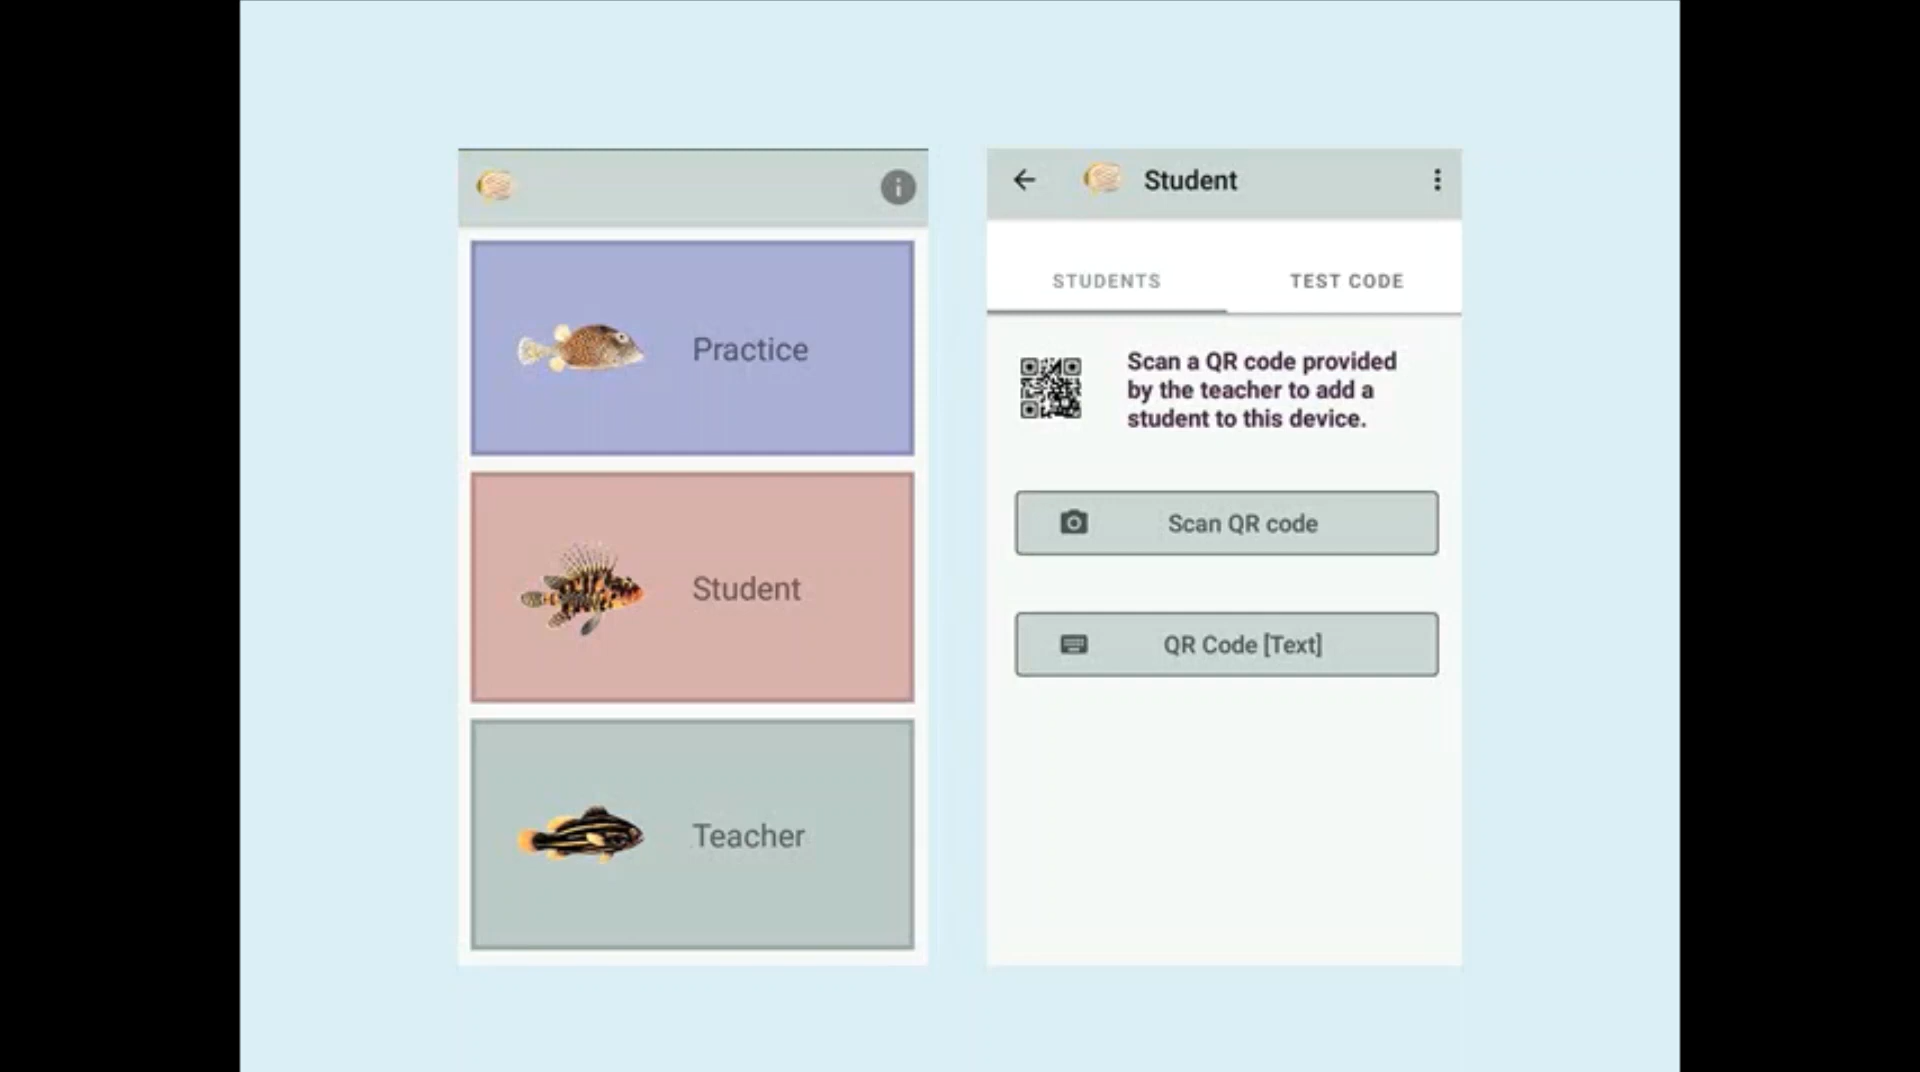 Practice
Student
Teacher
Student
STUDENTS
TEST CODE
Scan a QR code provided
by the teacher to add a
student to this device.
Scan QR code
QR Code [Text]